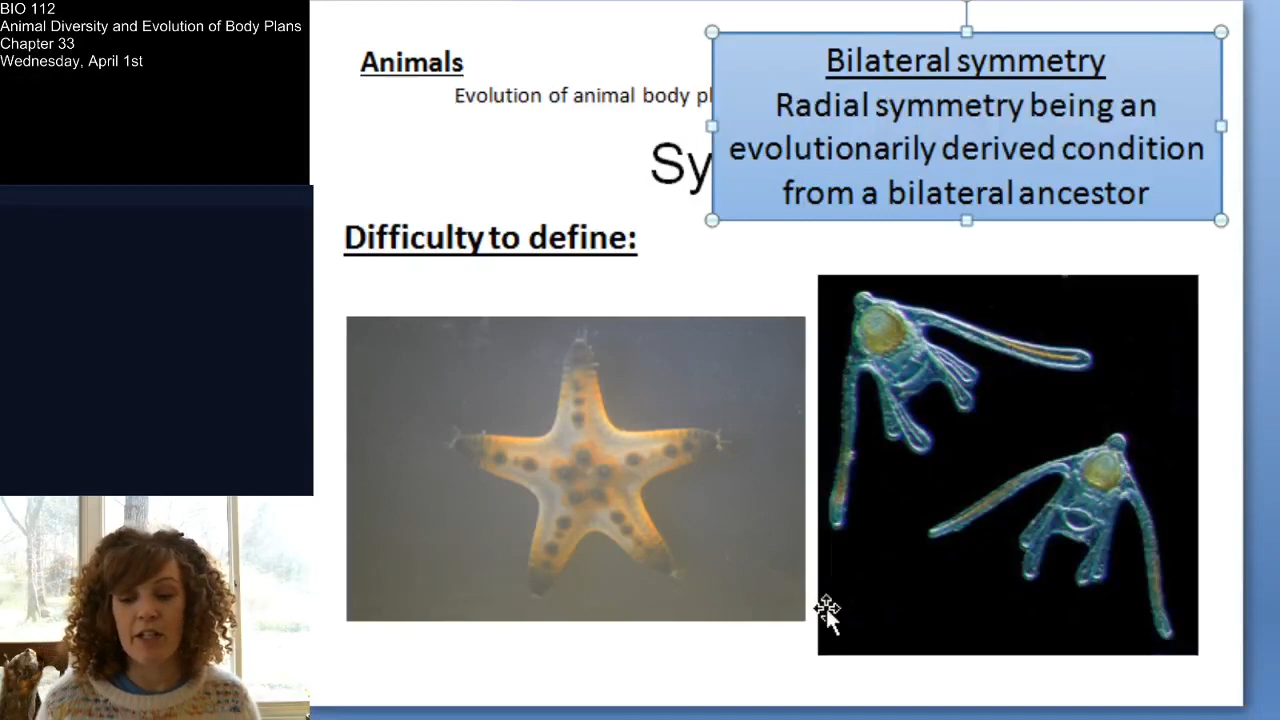 BIO 112
Animal Diversity and Evolution of Body Plans
Chapter 33
Wednesday, April 1st
Animals
Evolution of animal body
Bilateral symmetry
Radial symmetry being an
evolutionarily derived condition
from a bilateral ancestor
Difficulty to define: